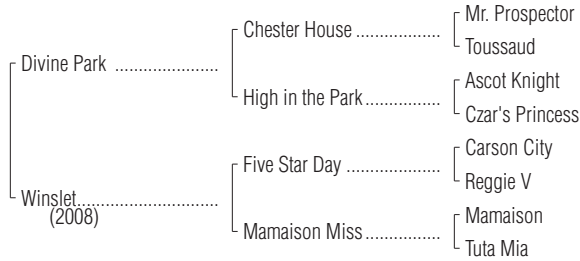 Mr. Prospector
Chester House ..................
Toussaud
Divine Park ......................
Ascot Knight
High in the Park................
Czar's Princess
Carson City
Five Star Day ....................
Reggie V
Winslet..............................
(2008)
Mamaison
Mamaison Miss................
Tuta Mia